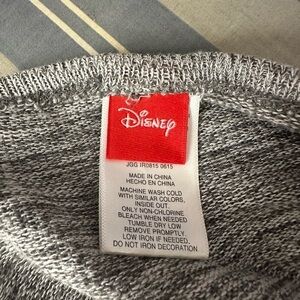 Disney
JGG IR0815 0615
MADE IN CHINA
HECHO EN CHINA
MACHINE WASH COLD
WITH SIMILAR COLORS,
INSIDE OUT
ONLY NON-CHLORINE
BLEACH WHEN NEEDED
TUMBLE DRY LOW
REMOVE PROMPTLY.
LOW IRON IF NEEDED,
DO NOT IRON DECORATION